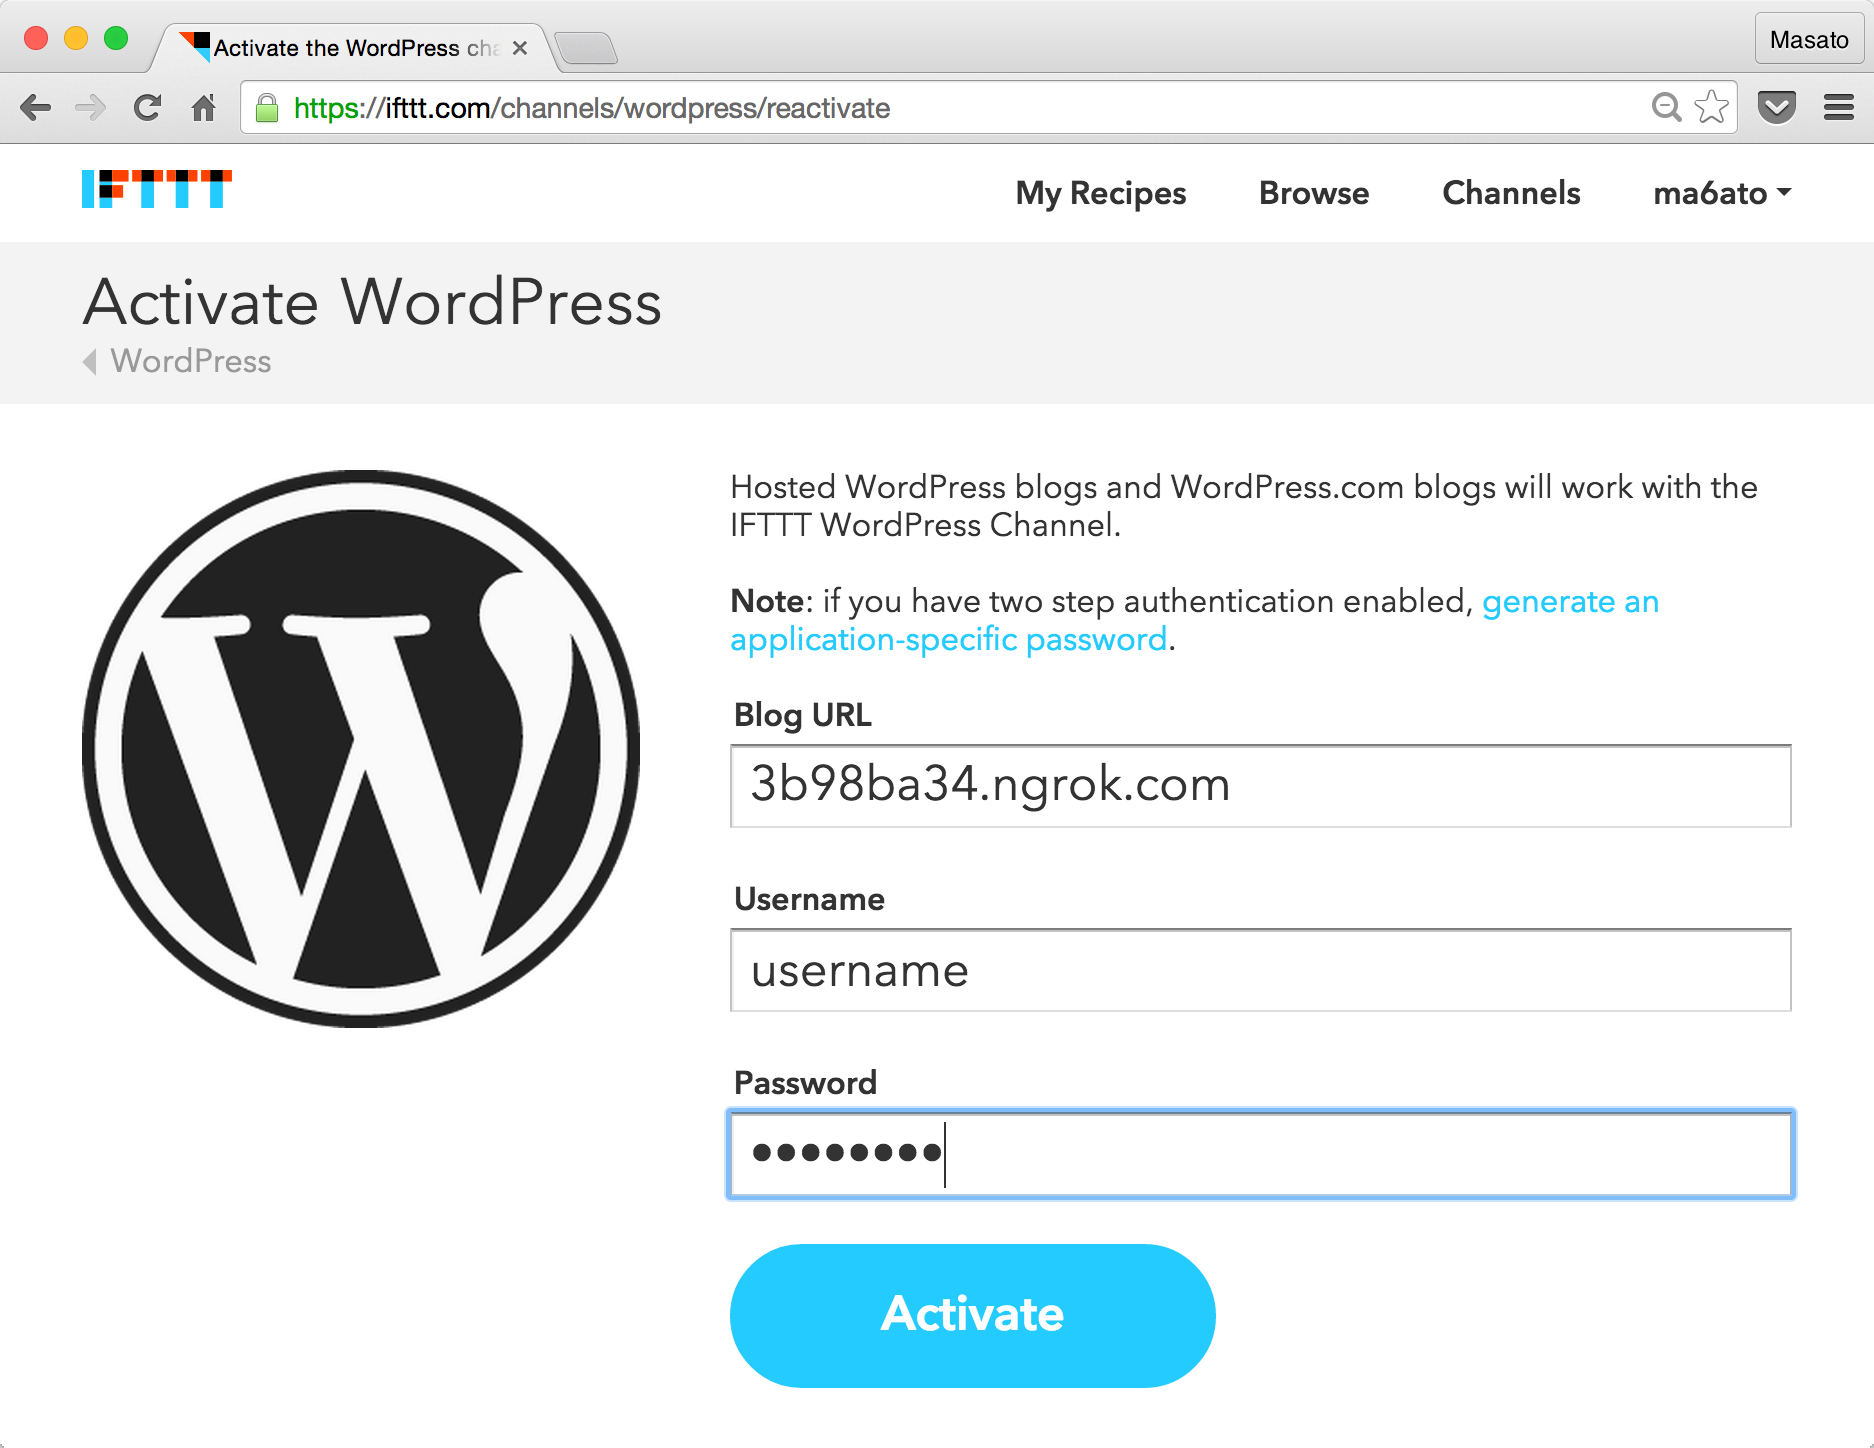 Activate the WordPress cha
Masato
https://ifttt.com/channels/wordpress/reactivate
IFTTT
My Recipes
Browse
Channels
ma6ato
Activate WordPress
WordPress
Hosted WordPress blogs and WordPress.com blogs will work with the
IFTTT WordPress Channel.
Note: if you have two step authentication enabled, generate an
application-specific password.
Blog URL
3b98ba34.ngrok.com
Username
username
Password
••••••••
Activate